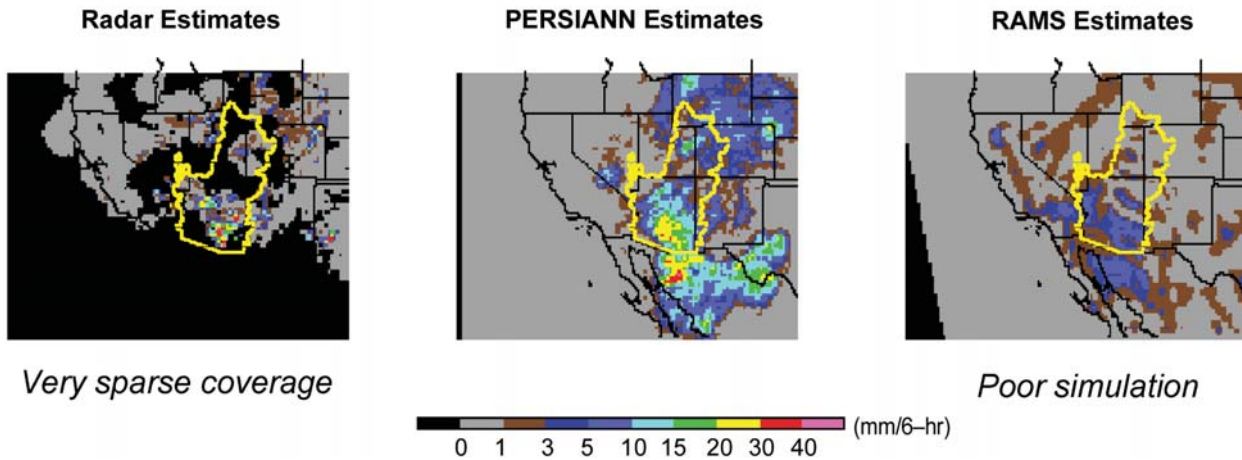 Radar Estimates
PERSIANN Estimates
RAMS Estimates
Very sparse coverage
Poor simulation
(mm/6–hr)
0 1 3 5 10 15 20 30 40